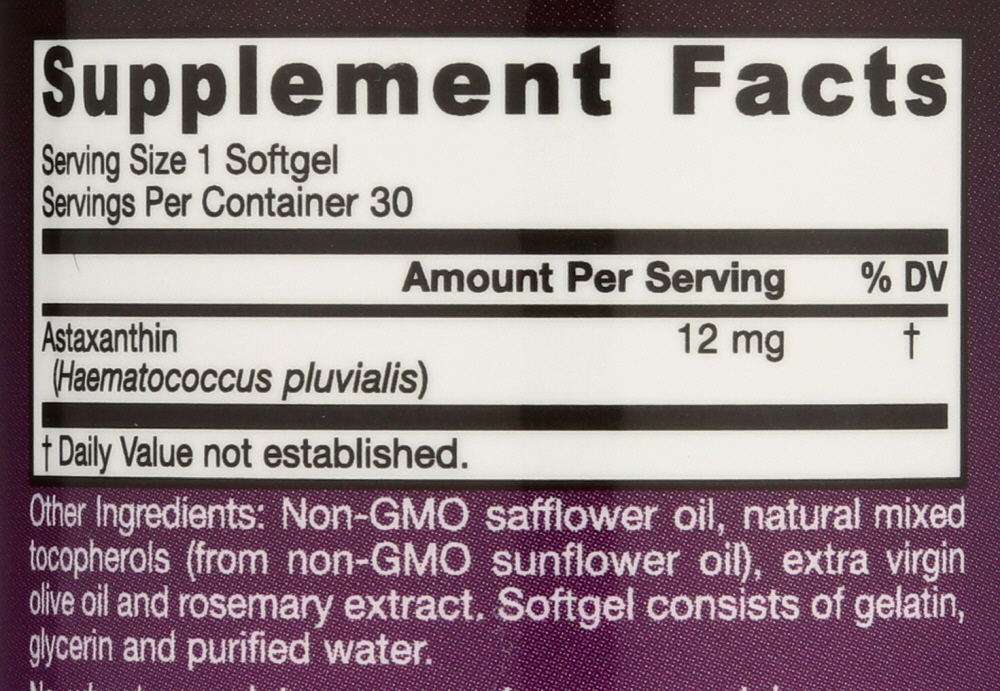 Supplement Facts
Serving Size 1 Softgel
Servings Per Container 30
Amount Per Serving % DV
Astaxanthin 12 mg †
(Haematococcus pluvialis)
† Daily Value not established.
Other Ingredients: Non-GMO safflower oil, natural mixed
tocopherols (from non-GMO sunflower oil), extra virgin
olive oil and rosemary extract. Softgel consists of gelatin,
glycerin and purified water.